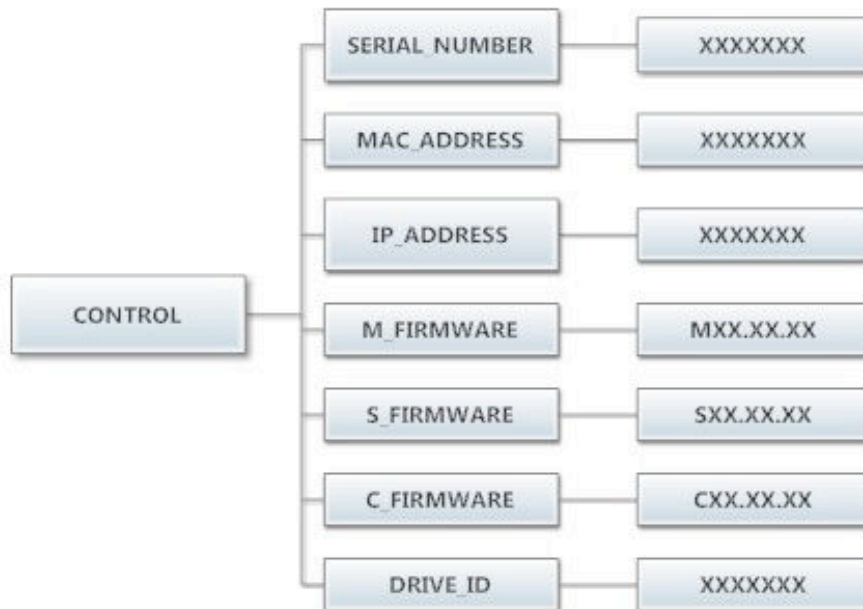 SERIAL_NUMBER XXXXXXX
MAC_ADDRESS XXXXXXX
IP_ADDRESS XXXXXXX
CONTROL
M_FIRMWARE MXX.XX.XX
S_FIRMWARE SXX.XX.XX
C_FIRMWARE CXX.XX.XX
DRIVE_ID XXXXXXX